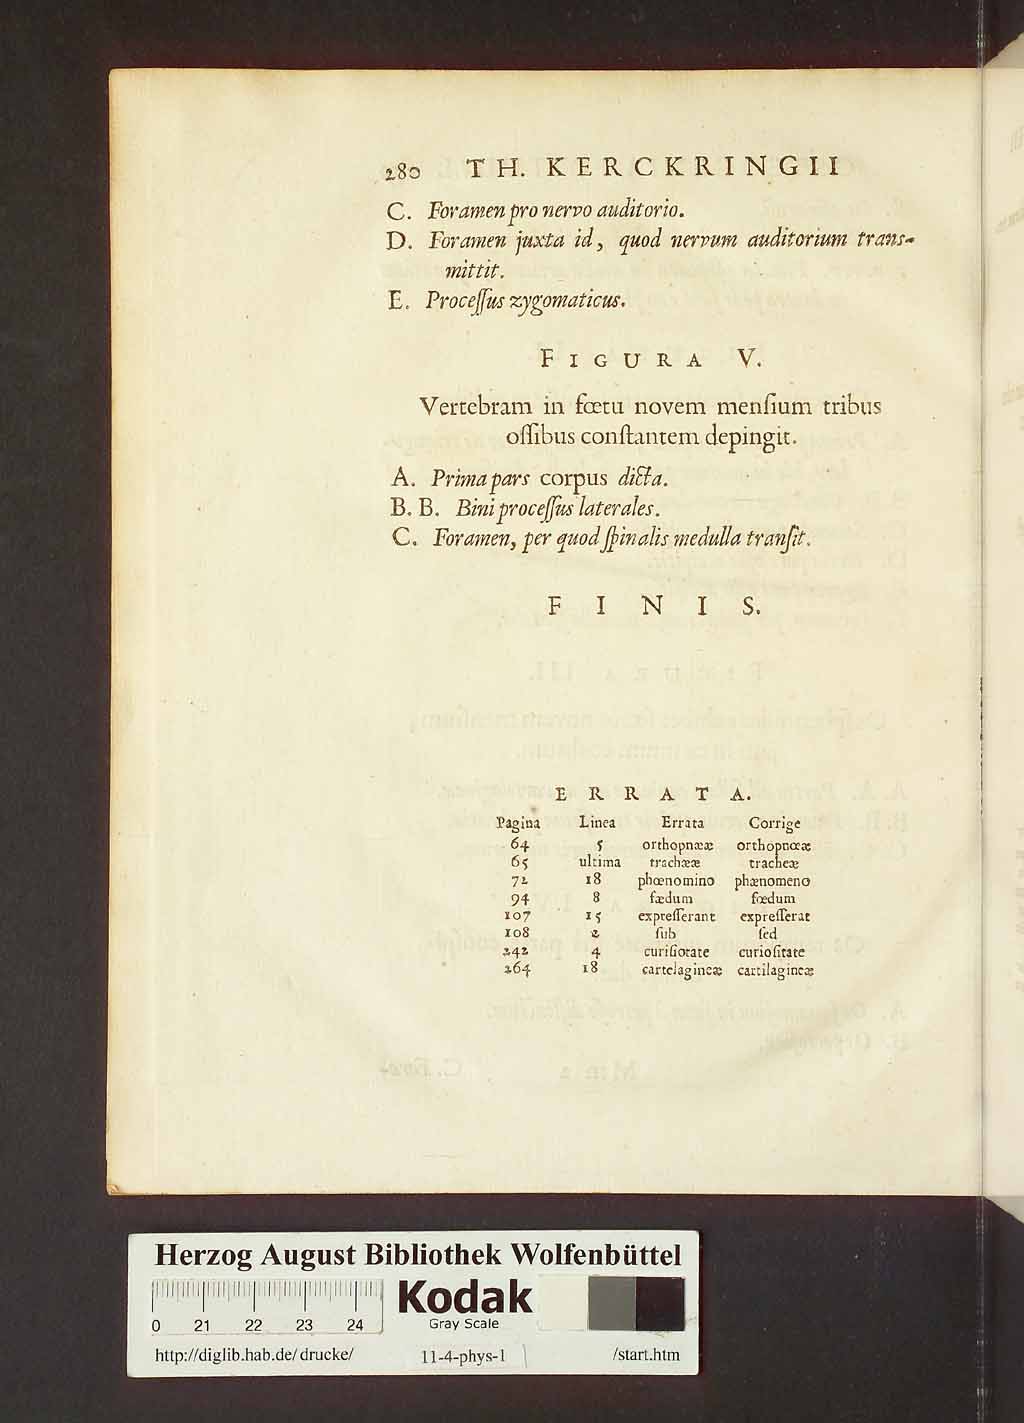 280 TH. KERCKRINGII
C. Foramen pro nervo auditorio.
D. Foramen juxta id, quod nervum auditorium trans-
mittit.
E. Proceſſus zygomaticus.
FIGURA V.
Vertebram in fœtu novem menſium tribus
oſſibus conſtantem depingit.
A. Prima pars corpus dicta.
B. B. Bini proceſſus laterales.
C. Foramen, per quod ſpinalis medulla tranſit.
FINIS.
ERRATA.
Pagina Linea Errata Corrige
64 5 orthopnææ orthopnœæ
65 ultima trachææ tracheæ
72 18 phœnomino phænomeno
94 8 fædum fœdum
107 15 expreſſerant expreſſerat
108 2 ſub ſed
242 4 curiſiotate curioſitate
264 18 cartelagineæ cartilagineæ
Herzog August Bibliothek Wolfenbüttel
Kodak
Gray Scale
0 21 22 23 24
http://diglib.hab.de/drucke/ 11-4-phys-1 /start.htm